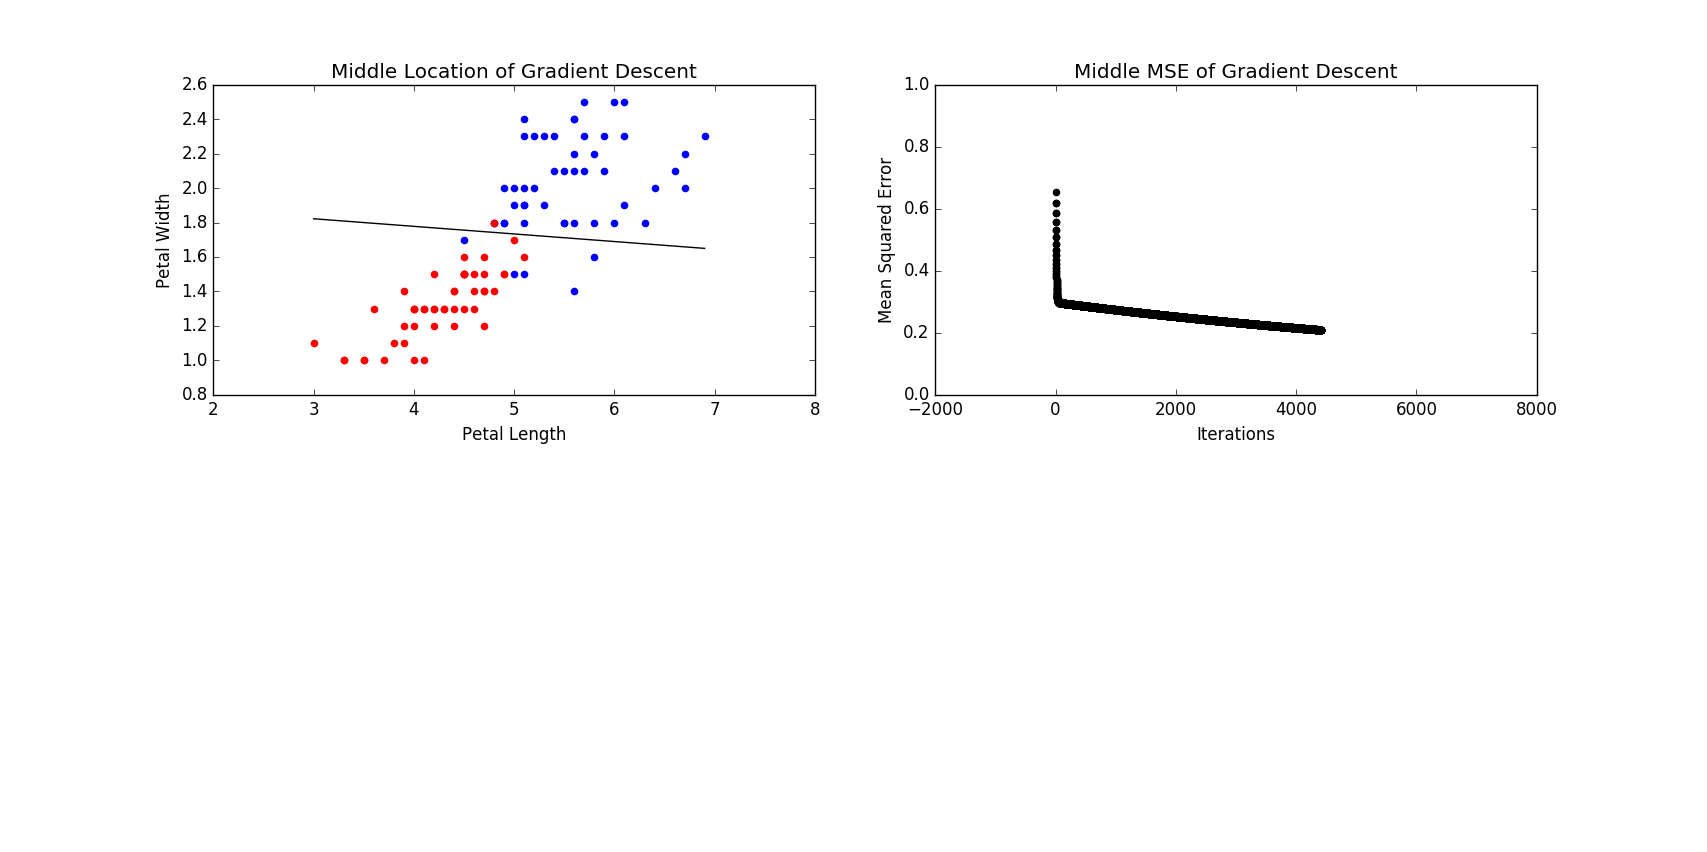 Middle Location of Gradient Descent
2.6
2.4
2.2
2.0
1.8
1.6
1.4
1.2
1.0
0.8
Petal Width
2 3 4 5 6 7 8
Petal Length
Middle MSE of Gradient Descent
1.0
0.8
0.6
0.4
0.2
0.0
Mean Squared Error
−2000 0 2000 4000 6000 8000
Iterations